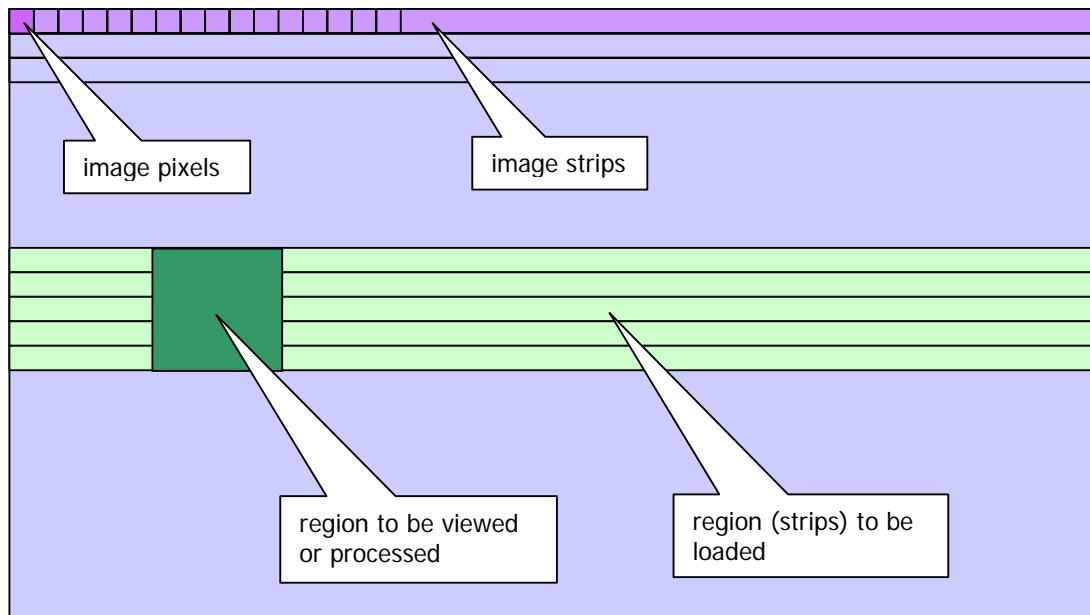 image pixels
image strips
region to be viewed
or processed
region (strips) to be
loaded